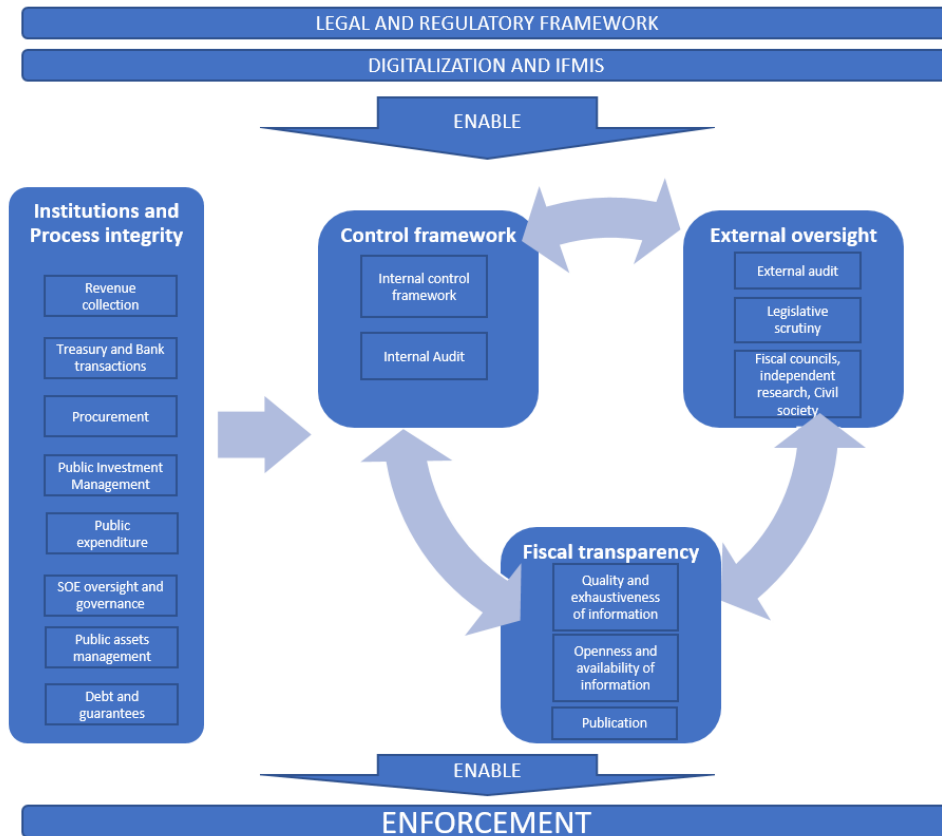 LEGAL AND REGULATORY FRAMEWORK
DIGITALIZATION AND IFMIS
ENABLE
Institutions and
Process integrity
Revenue
collection
Treasury and Bank
transactions
Procurement
Public Investment
Management
Public
expenditure
SOE oversight and
governance
Public assets
management
Debt and
guarantees
Control framework
Internal control
framework
Internal Audit
External oversight
External audit
Legislative
scrutiny
Fiscal councils,
independent
research, Civil
society
Fiscal transparency
Quality and
exhaustiveness
of information
Openness and
availability of
information
Publication
ENABLE
ENFORCEMENT